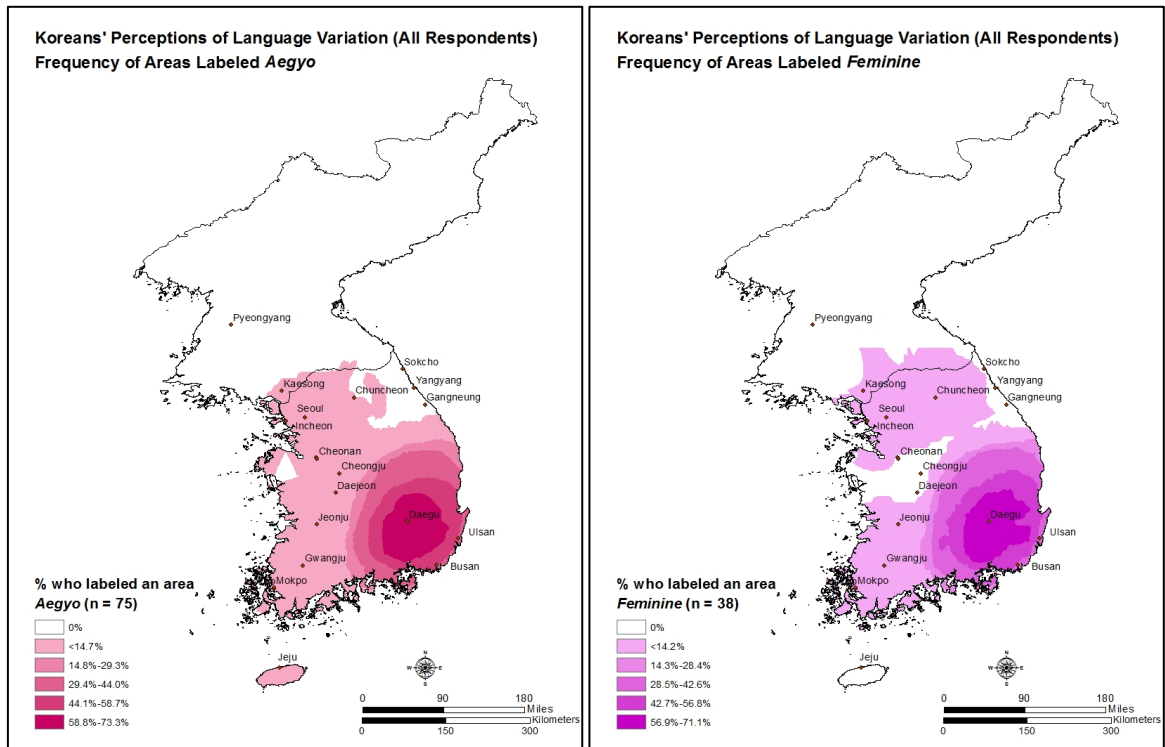 Koreans' Perceptions of Language Variation (All Respondents)
Frequency of Areas Labeled Aegyo
Pyeongyang
Sokcho
Yangyang
Kaesong
Chuncheon
Gangneung
Seoul
Incheon
Cheonan
Cheongju
Daejeon
Daegu
Jeonju
Ulsan
Gwangju
Busan
Mokpo
Jeju
% who labeled an area
Aegyo (n = 75)
0%
<14.7%
14.8%-29.3%
29.4%-44.0%
44.1%-58.7%
58.8%-73.3%
N
W E
S
0 90 180
Miles
Kilometers
0 150 300
Koreans' Perceptions of Language Variation (All Respondents)
Frequency of Areas Labeled Feminine
Pyeongyang
Sokcho
Yangyang
Kaesong
Chuncheon
Gangneung
Seoul
Incheon
Cheonan
Cheongju
Daejeon
Daegu
Jeonju
Ulsan
Gwangju
Busan
Mokpo
Jeju
% who labeled an area
Feminine (n = 38)
0%
<14.2%
14.3%-28.4%
28.5%-42.6%
42.7%-56.8%
56.9%-71.1%
N
W E
S
0 90 180
Miles
Kilometers
0 150 300